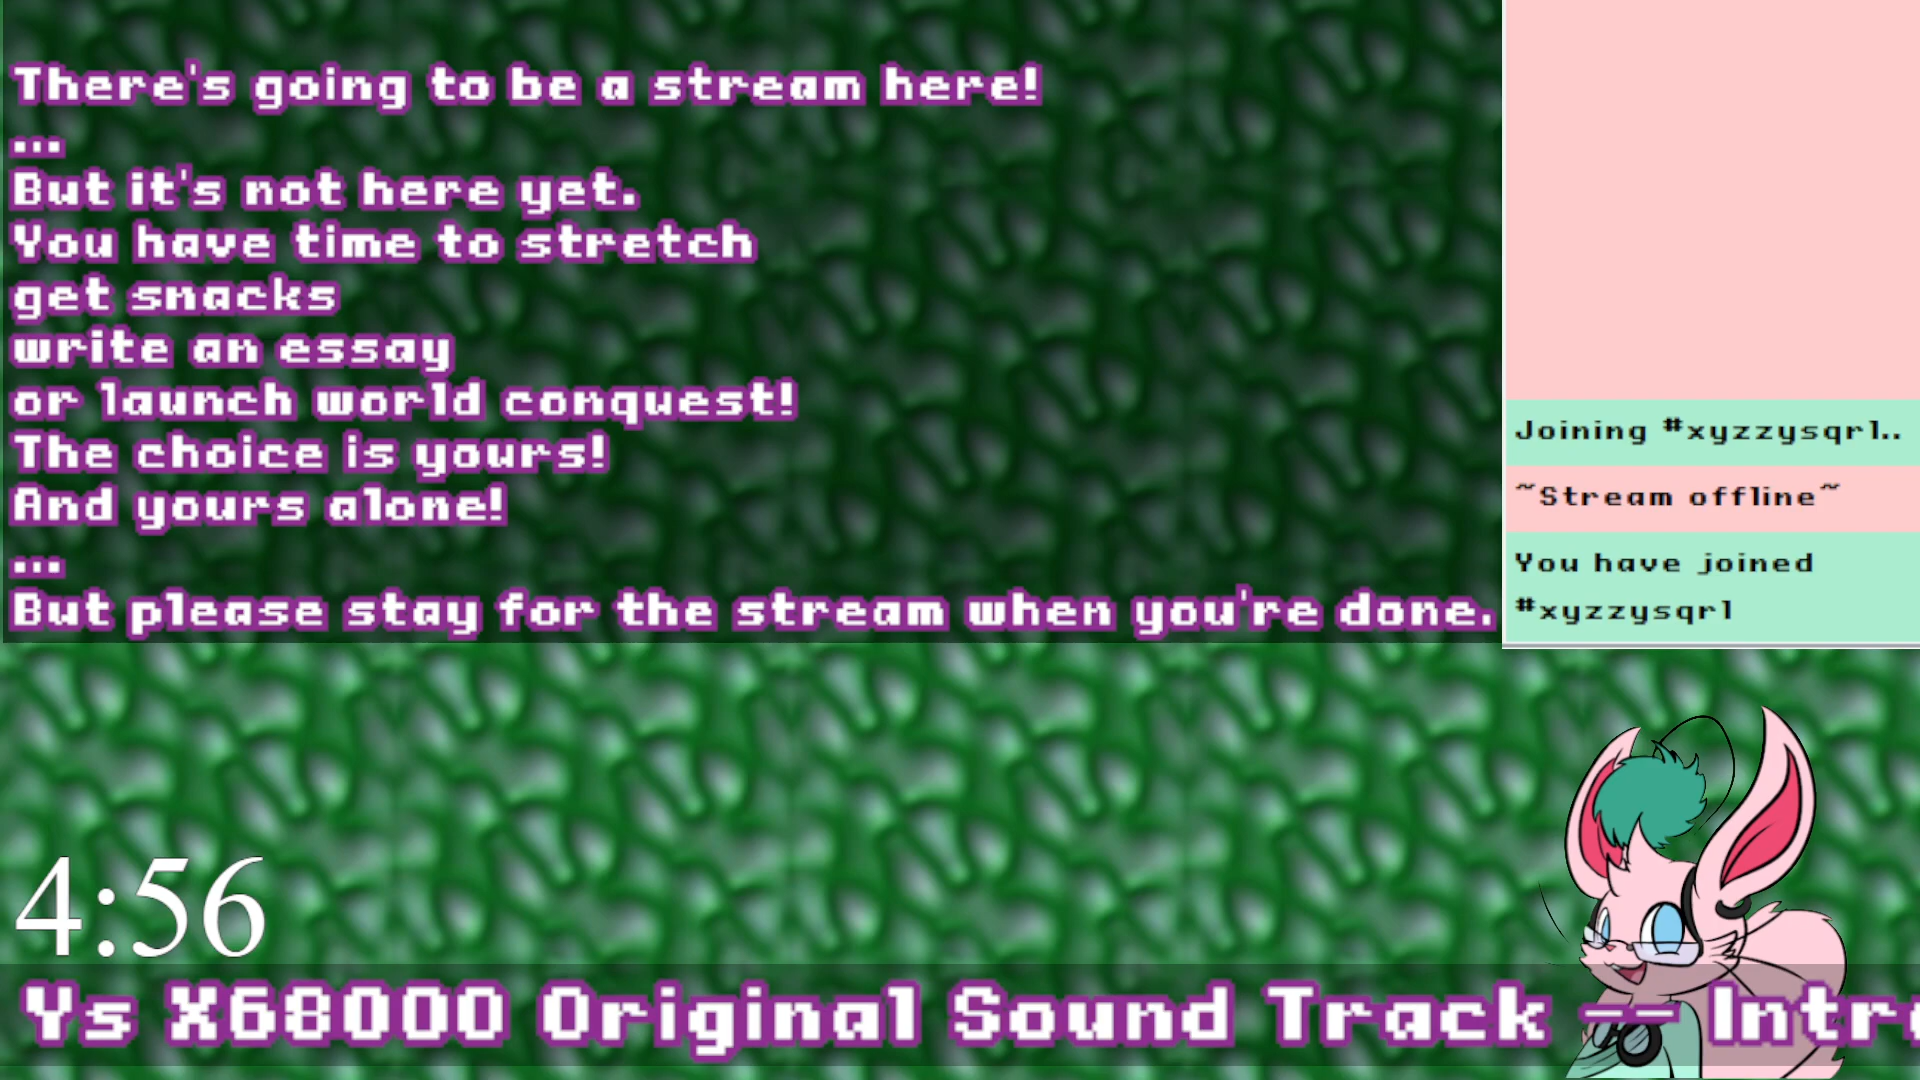 There's going to be a stream here!
...
But it's not here yet.
You have time to stretch
get snacks
write an essay
or launch world conquest!
The choice is yours!
And yours alone!
...
But please stay for the stream when you're done.
Joining #xyzzysqrl..
~Stream offline~
You have joined
#xyzzysqrl
4:56
Ys X68000 Original Sound Track -- Intro